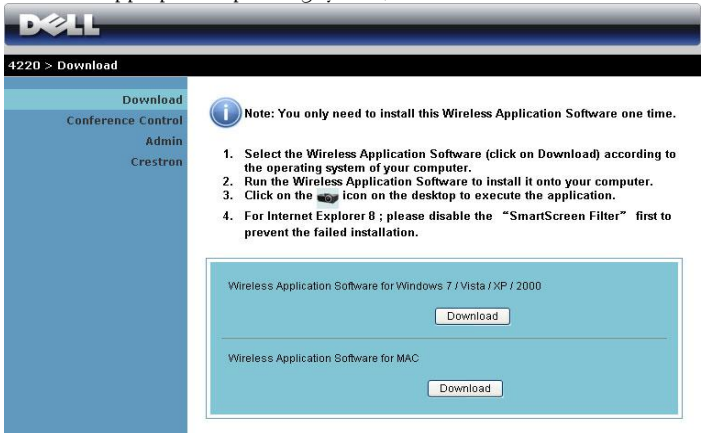 DELL
4220 > Download
Download
Conference Control
Admin
Crestron
Note: You only need to install this Wireless Application Software one time.
1. Select the Wireless Application Software (click on Download) according to
the operating system of your computer.
2. Run the Wireless Application Software to install it onto your computer.
3. Click on the icon on the desktop to execute the application.
4. For Internet Explorer 8 ; please disable the “SmartScreen Filter” first to
prevent the failed installation.
Wireless Application Software for Windows 7 / Vista / XP / 2000
Download
Wireless Application Software for MAC
Download